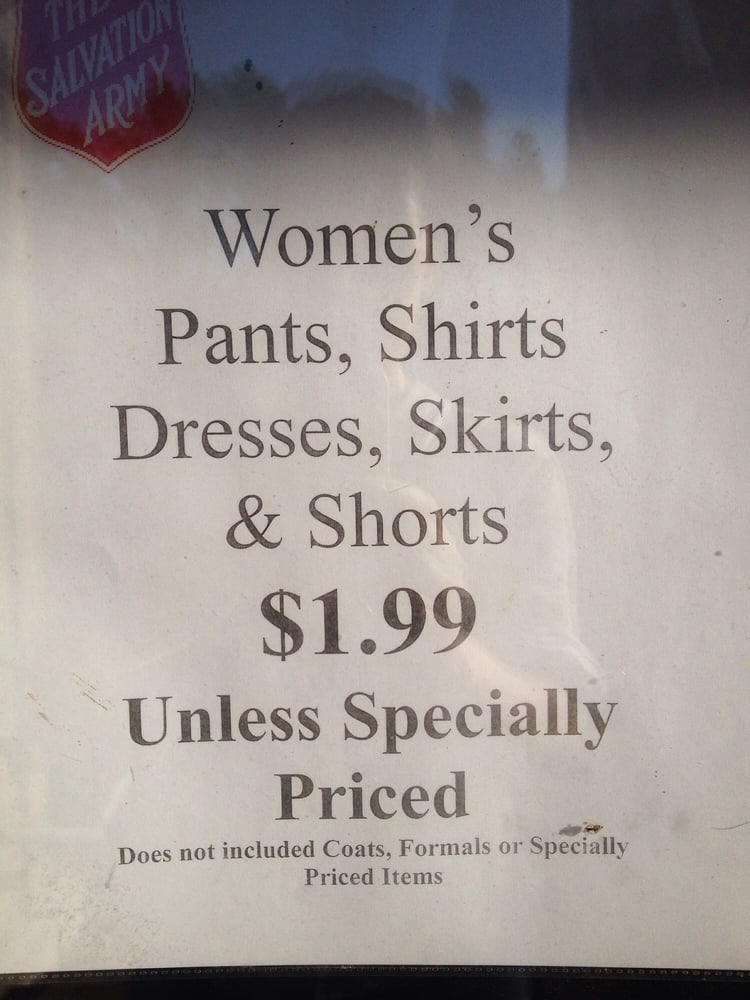 THE
SALVATION
ARMY
Women's
Pants, Shirts
Dresses, Skirts,
& Shorts
$1.99
Unless Specially
Priced
Does not included Coats, Formals or Specially
Priced Items